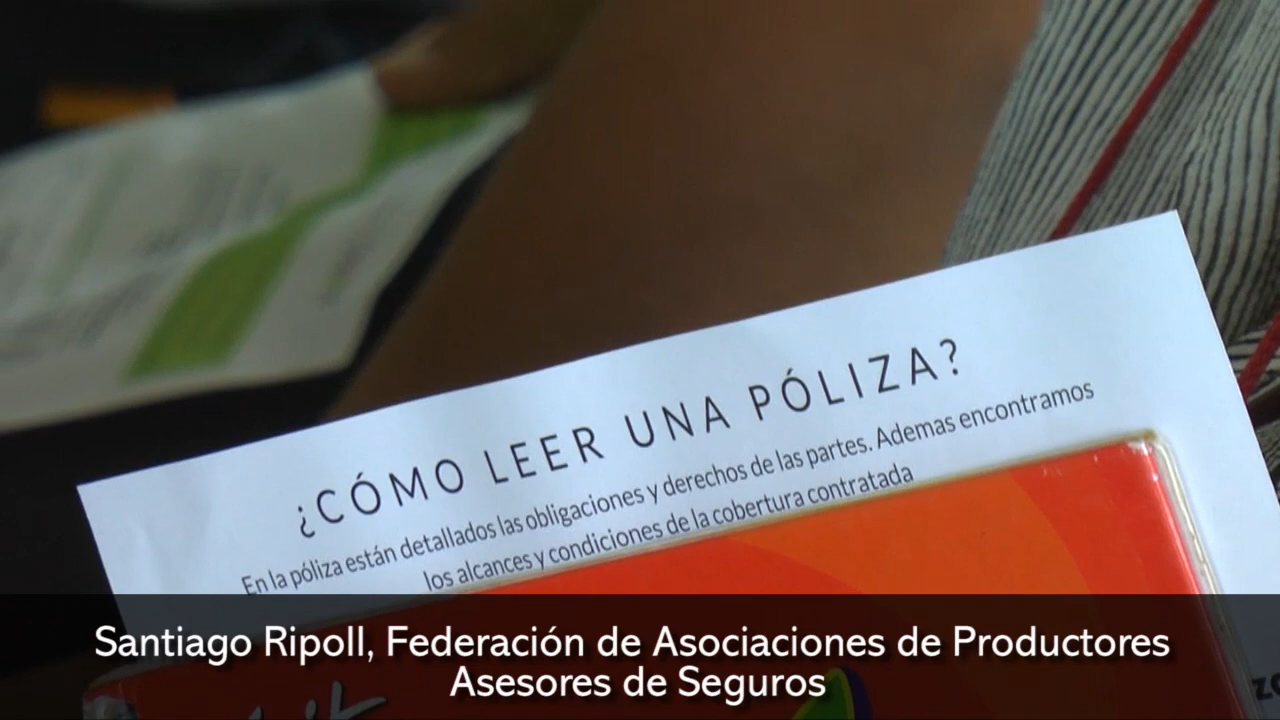 ¿CÓMO LEER UNA PÓLIZA?
En la póliza están detallados las obligaciones y derechos de las partes. Ademas encontramos
los alcances y condiciones de la cobertura contratada
Santiago Ripoll, Federación de Asociaciones de Productores
Asesores de Seguros